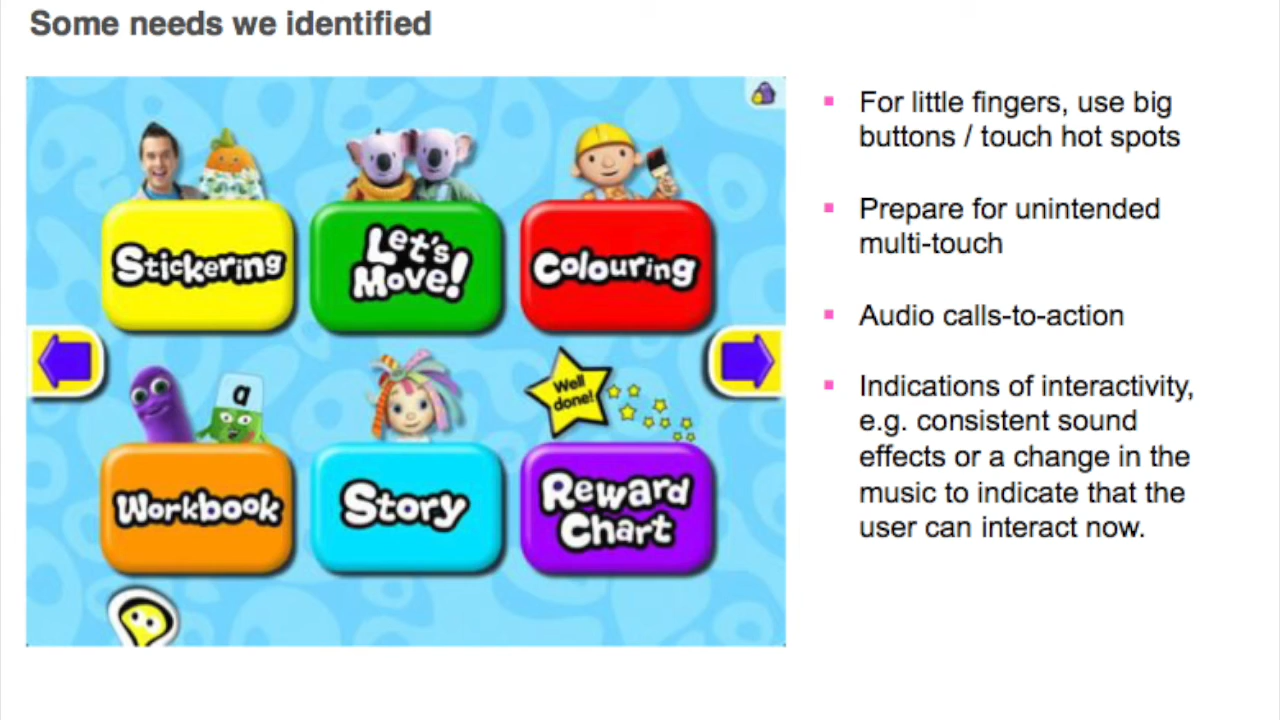 Some needs we identified
Stickering
Let's
Move!
Colouring
Well
done!
a
Workbook
Story
Reward
Chart
For little fingers, use big
buttons / touch hot spots
Prepare for unintended
multi-touch
Audio calls-to-action
Indications of interactivity,
e.g. consistent sound
effects or a change in the
music to indicate that the
user can interact now.